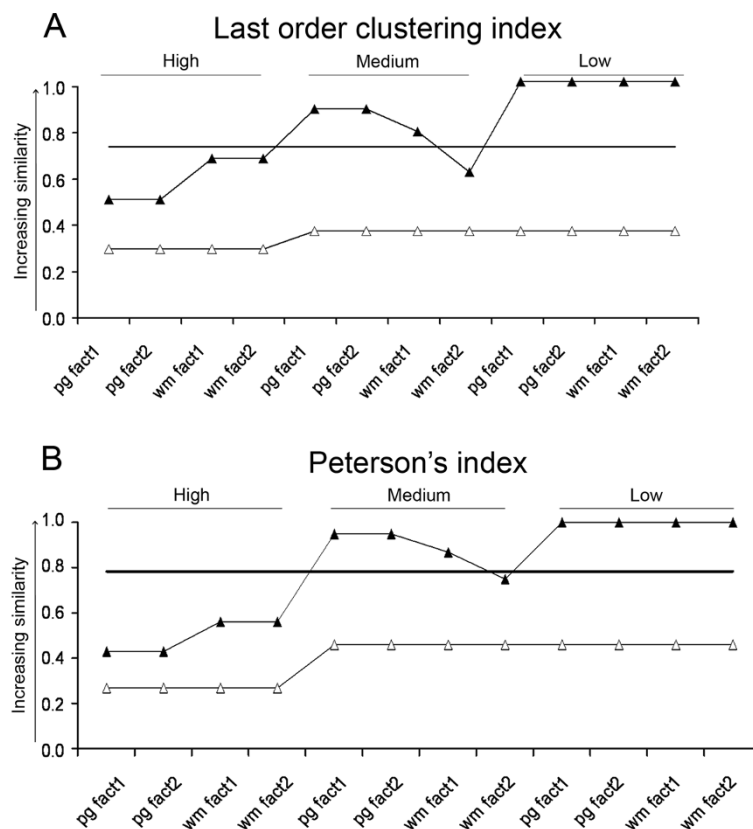 A
Last order clustering index
High
Medium
Low
Increasing similarity
1.0
0.8
0.6
0.4
0.2
0.0
pg fact1
pg fact2
wm fact1
wm fact2
pg fact1
pg fact2
wm fact1
wm fact2
pg fact1
pg fact2
wm fact1
wm fact2
B
Peterson's index
High
Medium
Low
Increasing similarity
1.0
0.8
0.6
0.4
0.2
0.0
pg fact1
pg fact2
wm fact1
wm fact2
pg fact1
pg fact2
wm fact1
wm fact2
pg fact1
pg fact2
wm fact1
wm fact2